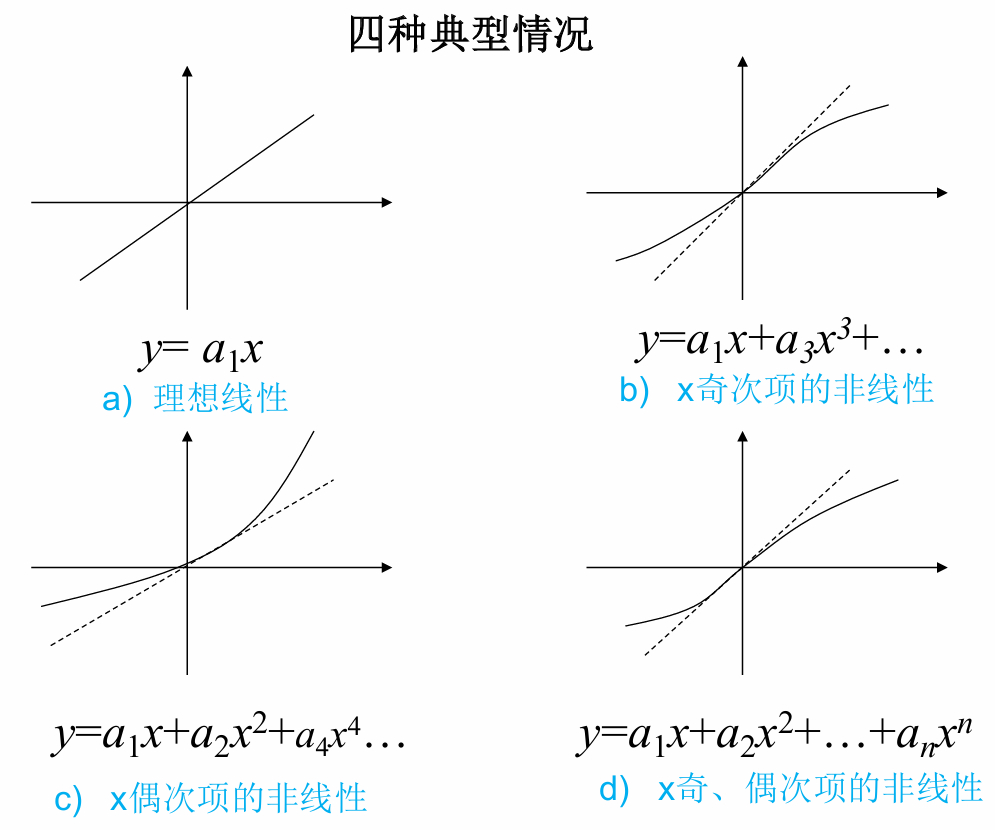 四种典型情况
y= a₁x
a) 理想线性
y=a₁x+a₃x³+…
b) x奇次项的非线性
y=a₁x+a₂x²+a₄x⁴…
c) x偶次项的非线性
y=a₁x+a₂x²+…+aₙxⁿ
d) x奇、偶次项的非线性